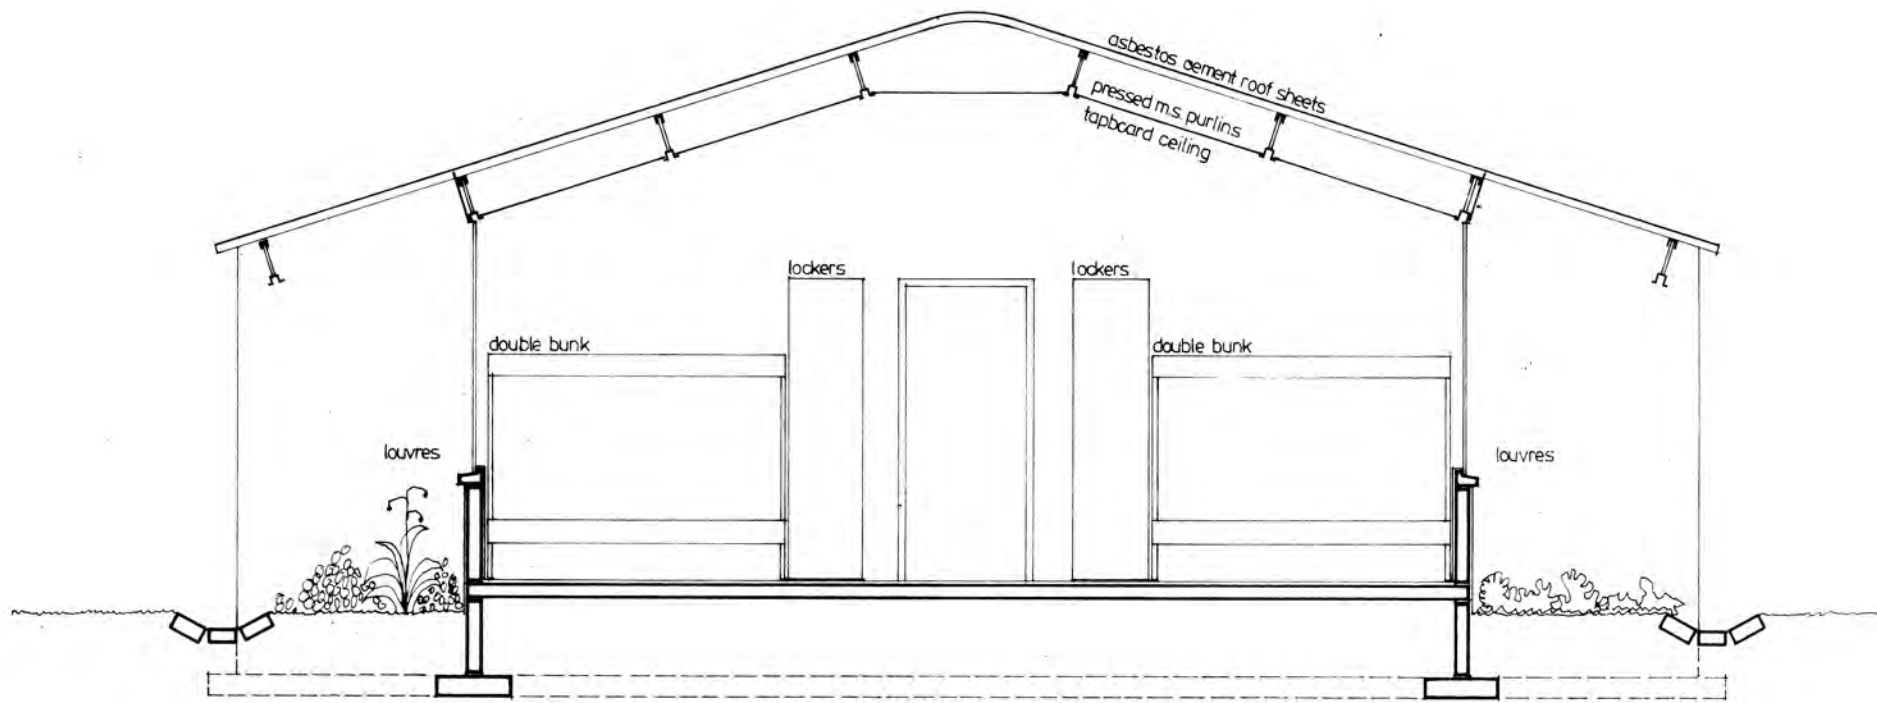 asbestos cement roof sheets
pressed m.s. purlins
tapboard ceiling
lockers
lockers
double bunk
double bunk
louvres
louvres